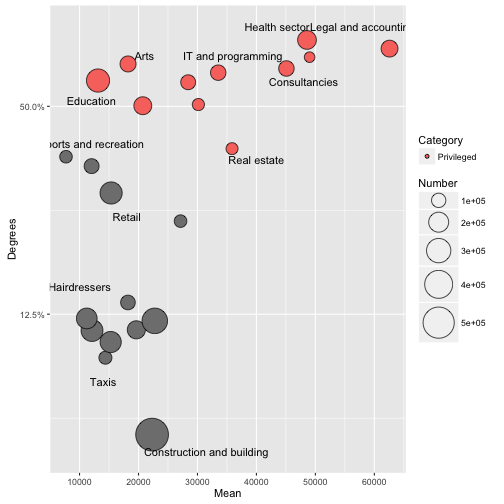 Health sectorLegal and accountin
Arts
IT and programming
Consultancies
Education
50.0%
ports and recreation
Real estate
Retail
Hairdressers
12.5%
Taxis
Construction and building
10000 20000 30000 40000 50000 60000
Mean
Degrees
Category
Privileged
Number
1e+05
2e+05
3e+05
4e+05
5e+05